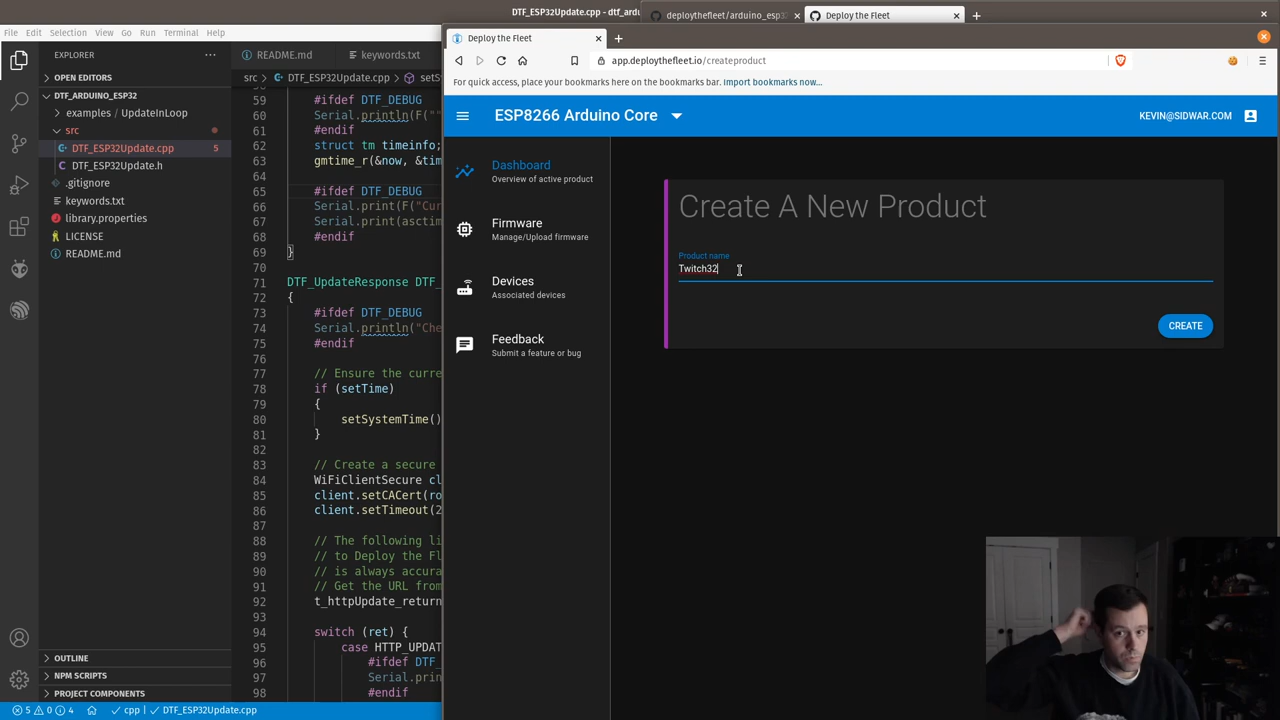 DTF_ESP32Update.cpp - dtf_ardu
deploythefleet/arduino_esp3
Deploy the Fleet
File Edit Selection View Go Run Terminal Help
Deploy the Fleet
EXPLORER
README.md
keywords.txt
app.deploythefleet.io/createproduct
OPEN EDITORS
src > DTF_ESP32Update.cpp > setS
For quick access, place your bookmarks here on the bookmarks bar. Import bookmarks now...
DTF_ARDUINO_ESP32
examples / UpdateInLoop
src
DTF_ESP32Update.cpp 5
DTF_ESP32Update.h
.gitignore
keywords.txt
library.properties
LICENSE
README.md
OUTLINE
NPM SCRIPTS
PROJECT COMPONENTS
5 0 4 cpp DTF_ESP32Update.cpp
59 #ifdef DTF_DEBUG
60 Serial.println(F(""
61 #endif
62 struct tm timeinfo;
63 gmtime_r(&now, &tim
64
65 #ifdef DTF_DEBUG
66 Serial.print(F("Cur
67 Serial.print(asctim
68 #endif
69 }
70
71 DTF_UpdateResponse DTF_
72 {
73 #ifdef DTF_DEBUG
74 Serial.println("Che
75 #endif
76
77 // Ensure the curre
78 if (setTime)
79 {
80 setSystemTime()
81 }
82
83 // Create a secure
84 WiFiClientSecure cl
85 client.setCACert(ro
86 client.setTimeout(2
87
88 // The following li
89 // to Deploy the Fl
90 // is always accura
91 // Get the URL from
92 t_httpUpdate_return
93
94 switch (ret) {
95 case HTTP_UPDAT
96 #ifdef DTF_
97 Serial.prin
98 #endif
ESP8266 Arduino Core
KEVIN@SIDWAR.COM
Dashboard
Overview of active product
Firmware
Manage/Upload firmware
Devices
Associated devices
Feedback
Submit a feature or bug
Create A New Product
Product name
Twitch32
CREATE